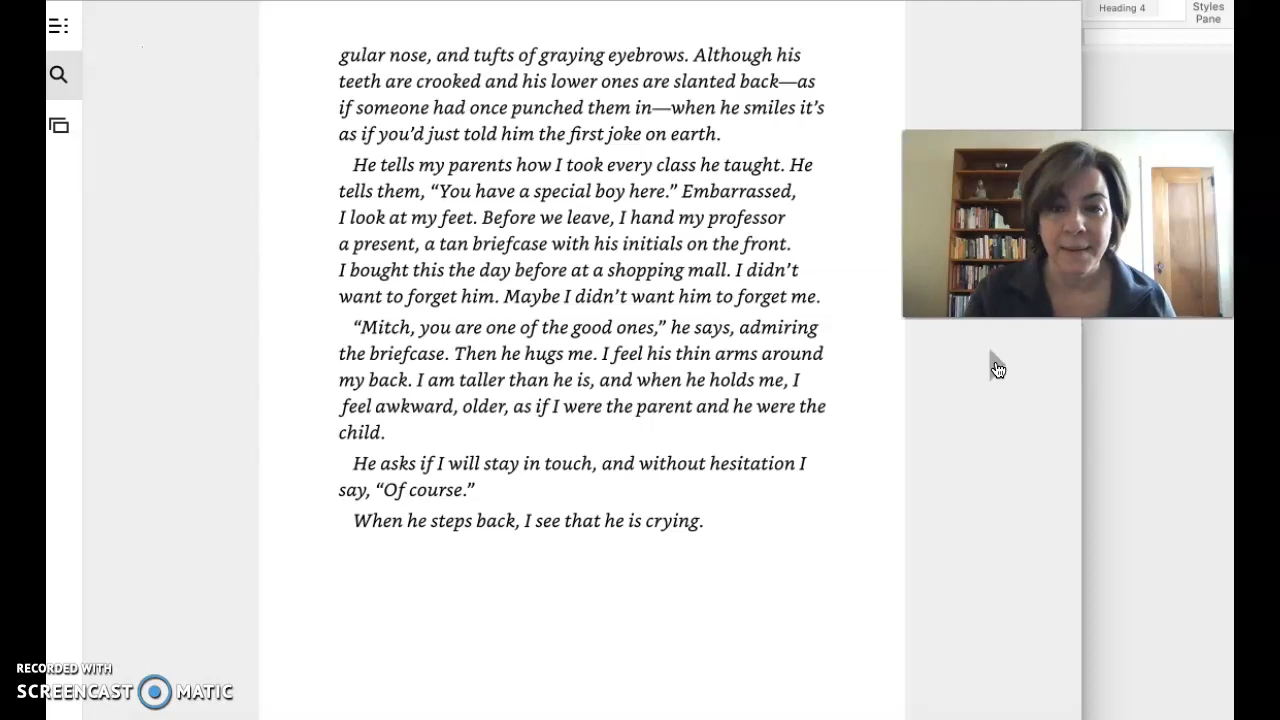 Heading 4
Styles
Pane
gular nose, and tufts of graying eyebrows. Although his
teeth are crooked and his lower ones are slanted back—as
if someone had once punched them in—when he smiles it’s
as if you’d just told him the first joke on earth.
He tells my parents how I took every class he taught. He
tells them, “You have a special boy here.” Embarrassed,
I look at my feet. Before we leave, I hand my professor
a present, a tan briefcase with his initials on the front.
I bought this the day before at a shopping mall. I didn’t
want to forget him. Maybe I didn’t want him to forget me.
“Mitch, you are one of the good ones,” he says, admiring
the briefcase. Then he hugs me. I feel his thin arms around
my back. I am taller than he is, and when he holds me, I
feel awkward, older, as if I were the parent and he were the
child.
He asks if I will stay in touch, and without hesitation I
say, “Of course.”
When he steps back, I see that he is crying.
RECORDED WITH
SCREENCAST MATIC